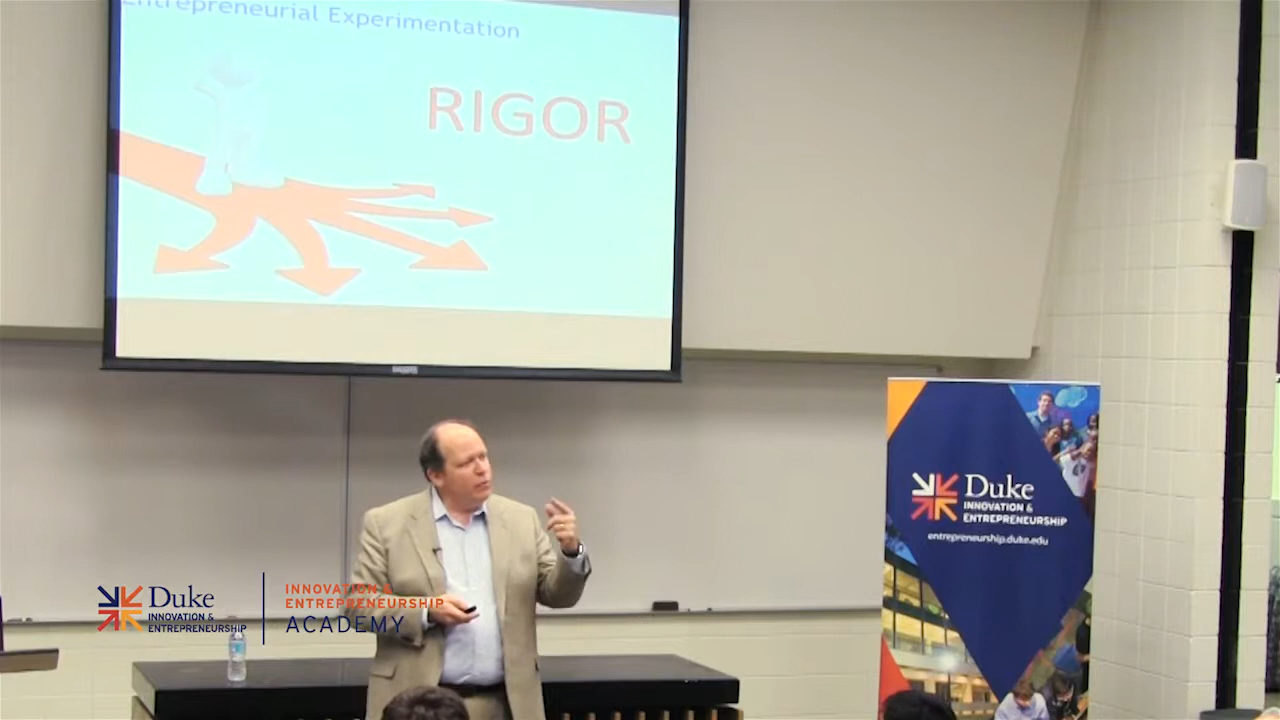 Entrepreneurial Experimentation
RIGOR
Duke
INNOVATION &
ENTREPRENEURSHIP
entrepreneurship.duke.edu
Duke
INNOVATION &
ENTREPRENEURSHIP
INNOVATION &
ENTREPRENEURSHIP
ACADEMY